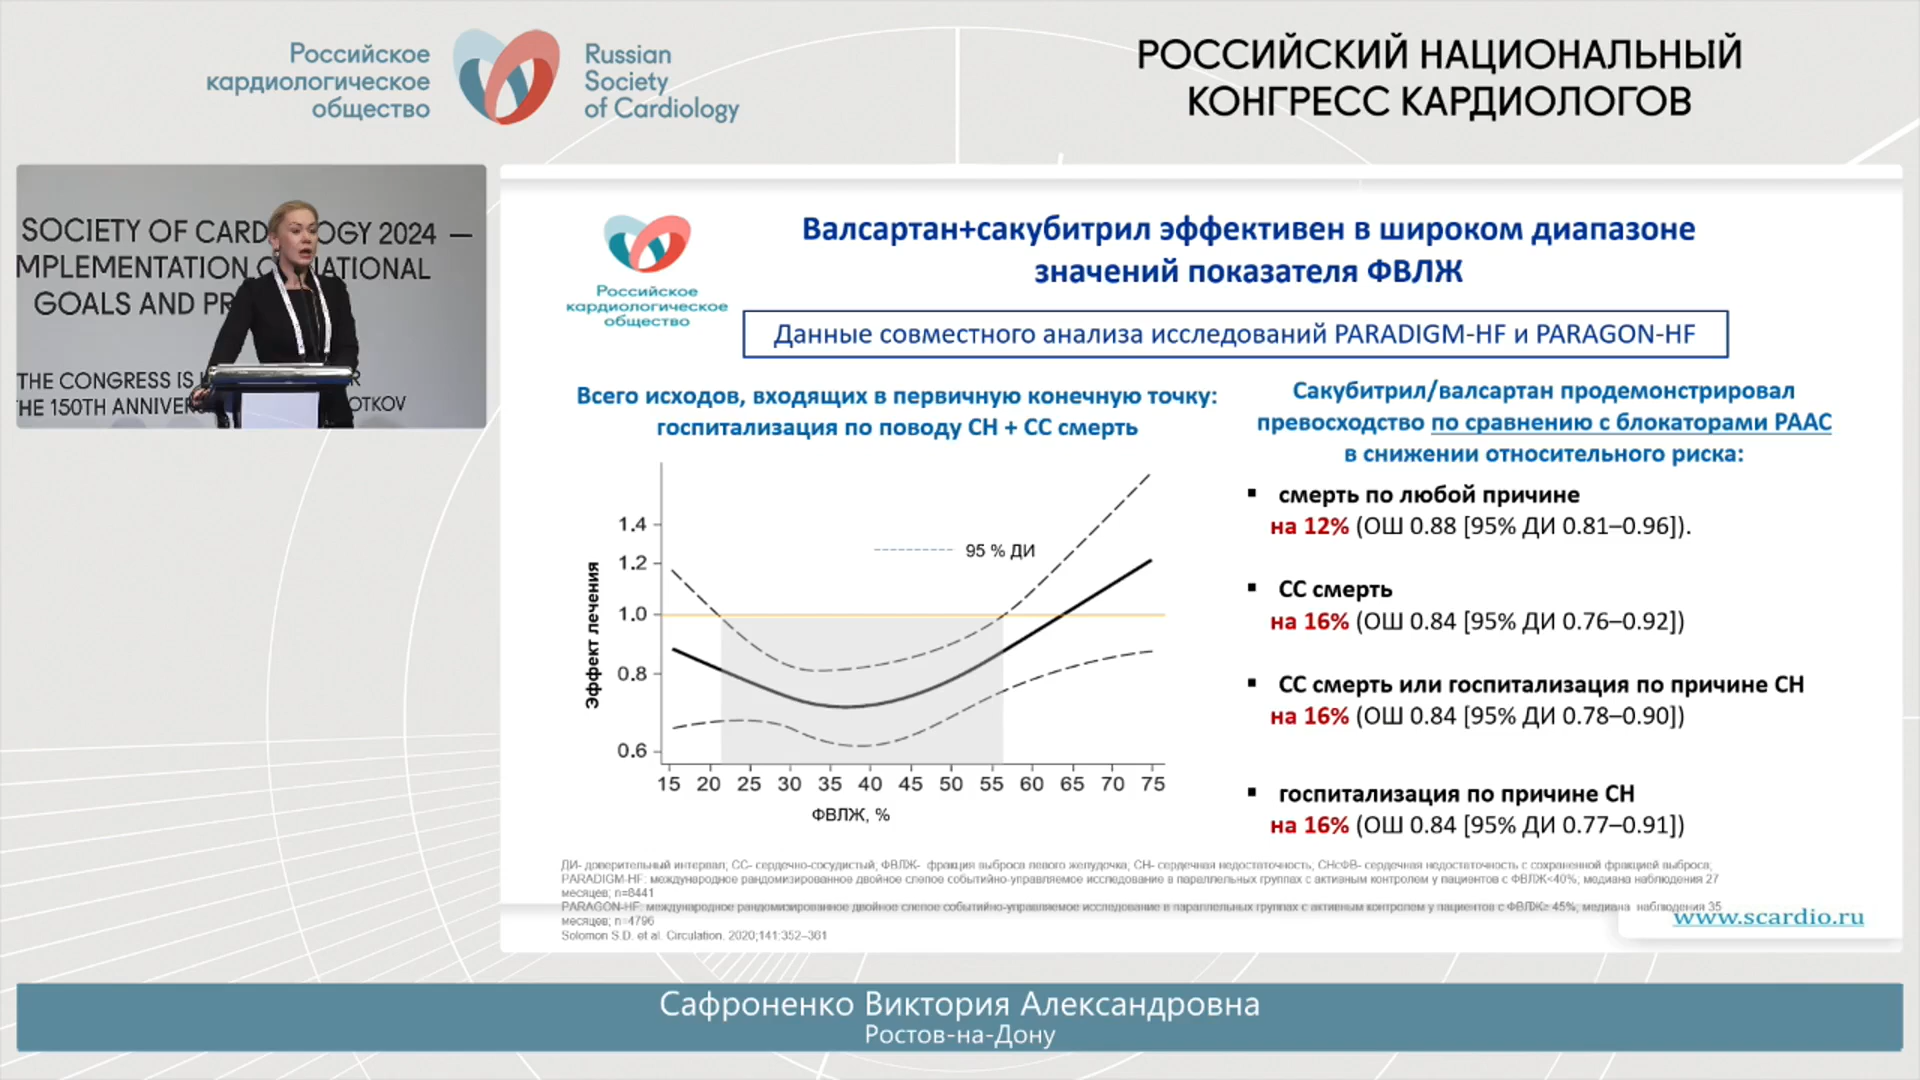 Российское
кардиологическое
общество
Russian
Society
of Cardiology
РОССИЙСКИЙ НАЦИОНАЛЬНЫЙ
КОНГРЕСС КАРДИОЛОГОВ
SOCIETY OF CARD OGY 2024 —
MPLEMENTATION O NATIONAL
GOALS AND PR
THE CONGRESS IS
HE 150TH ANNIVER OTKOV
Российское
кардиологическое
общество
Валсартан+сакубитрил эффективен в широком диапазоне
значений показателя ФВЛЖ
Данные совместного анализа исследований PARADIGM-HF и PARAGON-HF
Всего исходов, входящих в первичную конечную точку:
госпитализация по поводу СН + СС смерть
Эффект лечения
1.4
1.2
1.0
0.8
0.6
95 % ДИ
15 20 25 30 35 40 45 50 55 60 65 70 75
ФВЛЖ, %
Сакубитрил/валсартан продемонстрировал
превосходство по сравнению с блокаторами РААС
в снижении относительного риска:
▪ смерть по любой причине
на 12% (ОШ 0.88 [95% ДИ 0.81–0.96]).
▪ СС смерть
на 16% (ОШ 0.84 [95% ДИ 0.76–0.92])
▪ СС смерть или госпитализация по причине СН
на 16% (ОШ 0.84 [95% ДИ 0.78–0.90])
▪ госпитализация по причине СН
на 16% (ОШ 0.84 [95% ДИ 0.77–0.91])
ДИ- доверительный интервал; СС- сердечно-сосудистый; ФВЛЖ- фракция выброса левого желудочка; СН- сердечная недостаточность; СНсФВ- сердечная недостаточность с сохраненной фракцией выброса;
PARADIGM-HF: международное рандомизированное двойное слепое событийно-управляемое исследование в параллельных группах с активным контролем у пациентов с ФВЛЖ<40%; медиана наблюдения 27
месяцев; n=8441
PARAGON-HF: международное рандомизированное двойное слепое событийно-управляемое исследование в параллельных группах с активным контролем у пациентов с ФВЛЖ≥ 45%; медиана наблюдения 35
месяцев; n=4796
Solomon S.D. et al. Circulation. 2020;141:352–361
www.scardio.ru
Сафроненко Виктория Александровна
Ростов-на-Дону